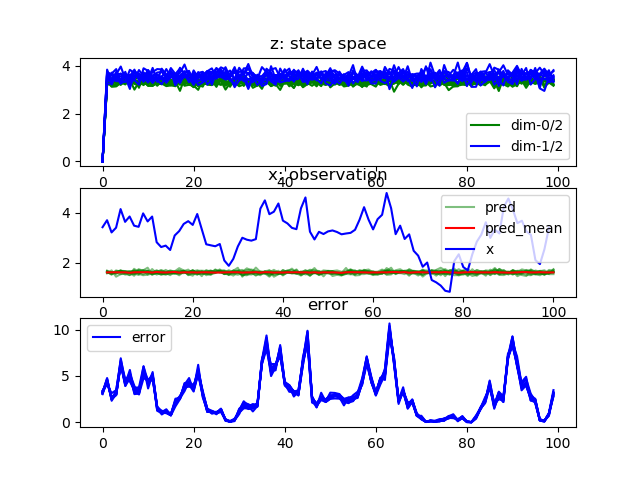 z: state space
4
2
0
dim-0/2
dim-1/2
0 20 40 60 80 100
x: observation
4
2
pred
pred_mean
x
0 20 40 60 80 100
error
10
5
0
error
0 20 40 60 80 100